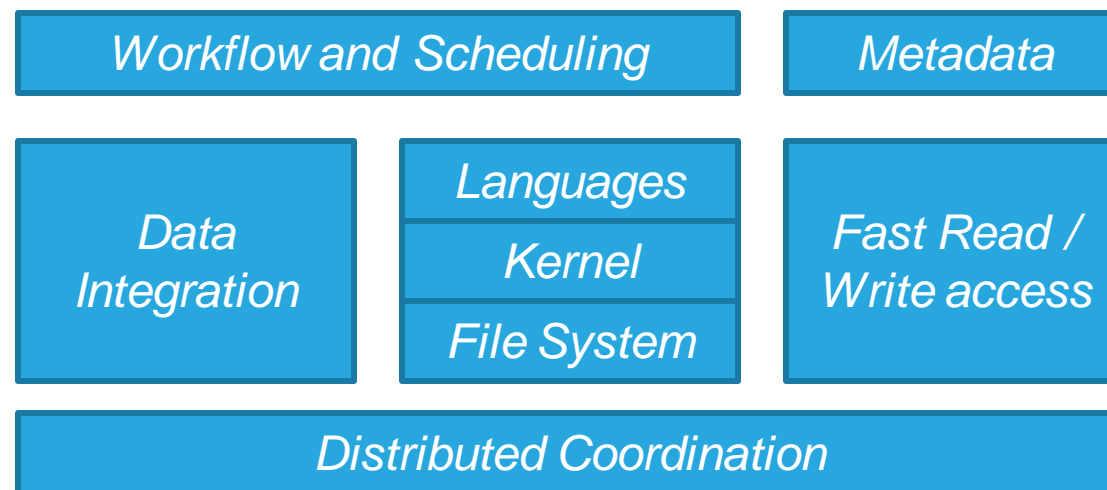 Workflow and Scheduling
Metadata
Data
Integration
Languages
Kernel
File System
Fast Read /
Write access
Distributed Coordination